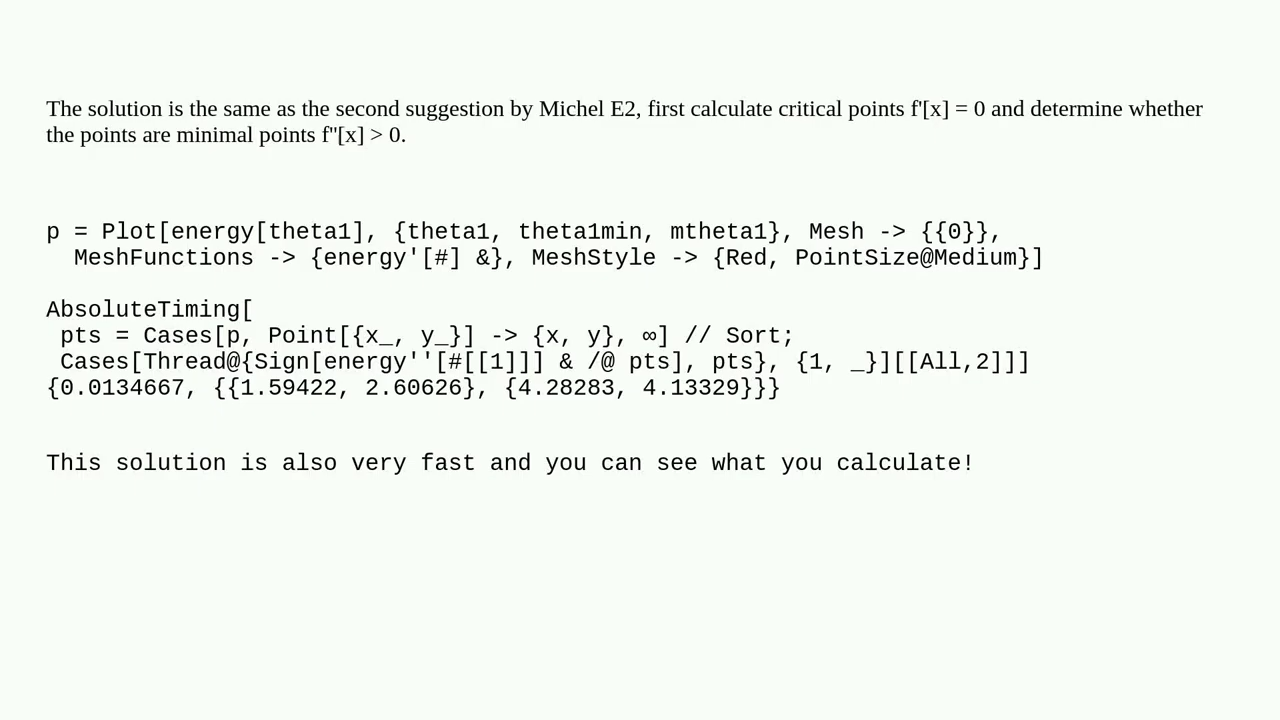 The solution is the same as the second suggestion by Michel E2, first calculate critical points f'[x] = 0 and determine whether
the points are minimal points f''[x] > 0.
p = Plot[energy[theta1], {theta1, theta1min, mtheta1}, Mesh -> {{0}},
MeshFunctions -> {energy'[#] &}, MeshStyle -> {Red, PointSize@Medium}]
AbsoluteTiming[
pts = Cases[p, Point[{x_, y_}] -> {x, y}, ∞] // Sort;
Cases[Thread@{Sign[energy''[#[[1]]] & /@ pts], pts}, {1, _}][[All,2]]]
{0.0134667, {{1.59422, 2.60626}, {4.28283, 4.13329}}}
This solution is also very fast and you can see what you calculate!